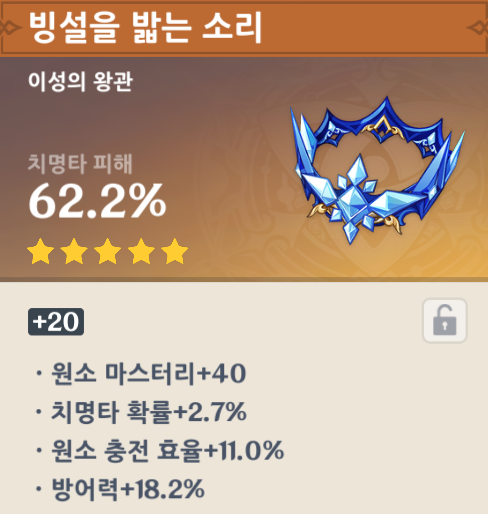 빙설을 밟는 소리
이성의 왕관
치명타 피해
62.2%
+20
· 원소 마스터리+40
· 치명타 확률+2.7%
· 원소 충전 효율+11.0%
· 방어력+18.2%